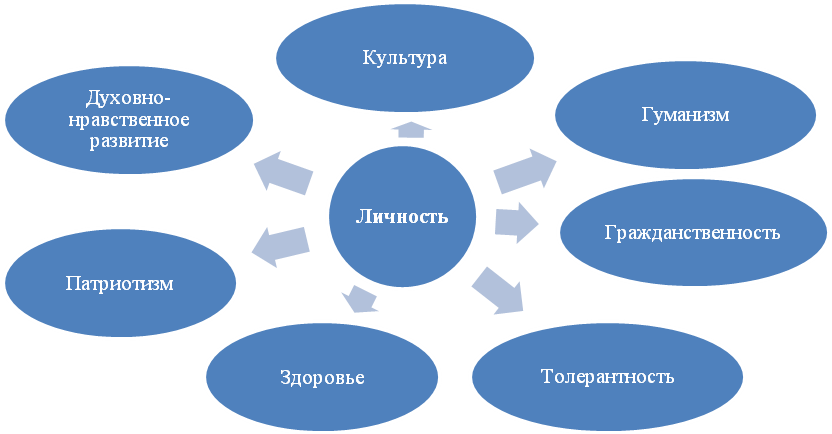 Культура
Духовно-
нравственное
развитие
Гуманизм
Личность
Гражданственность
Патриотизм
Здоровье
Толерантность